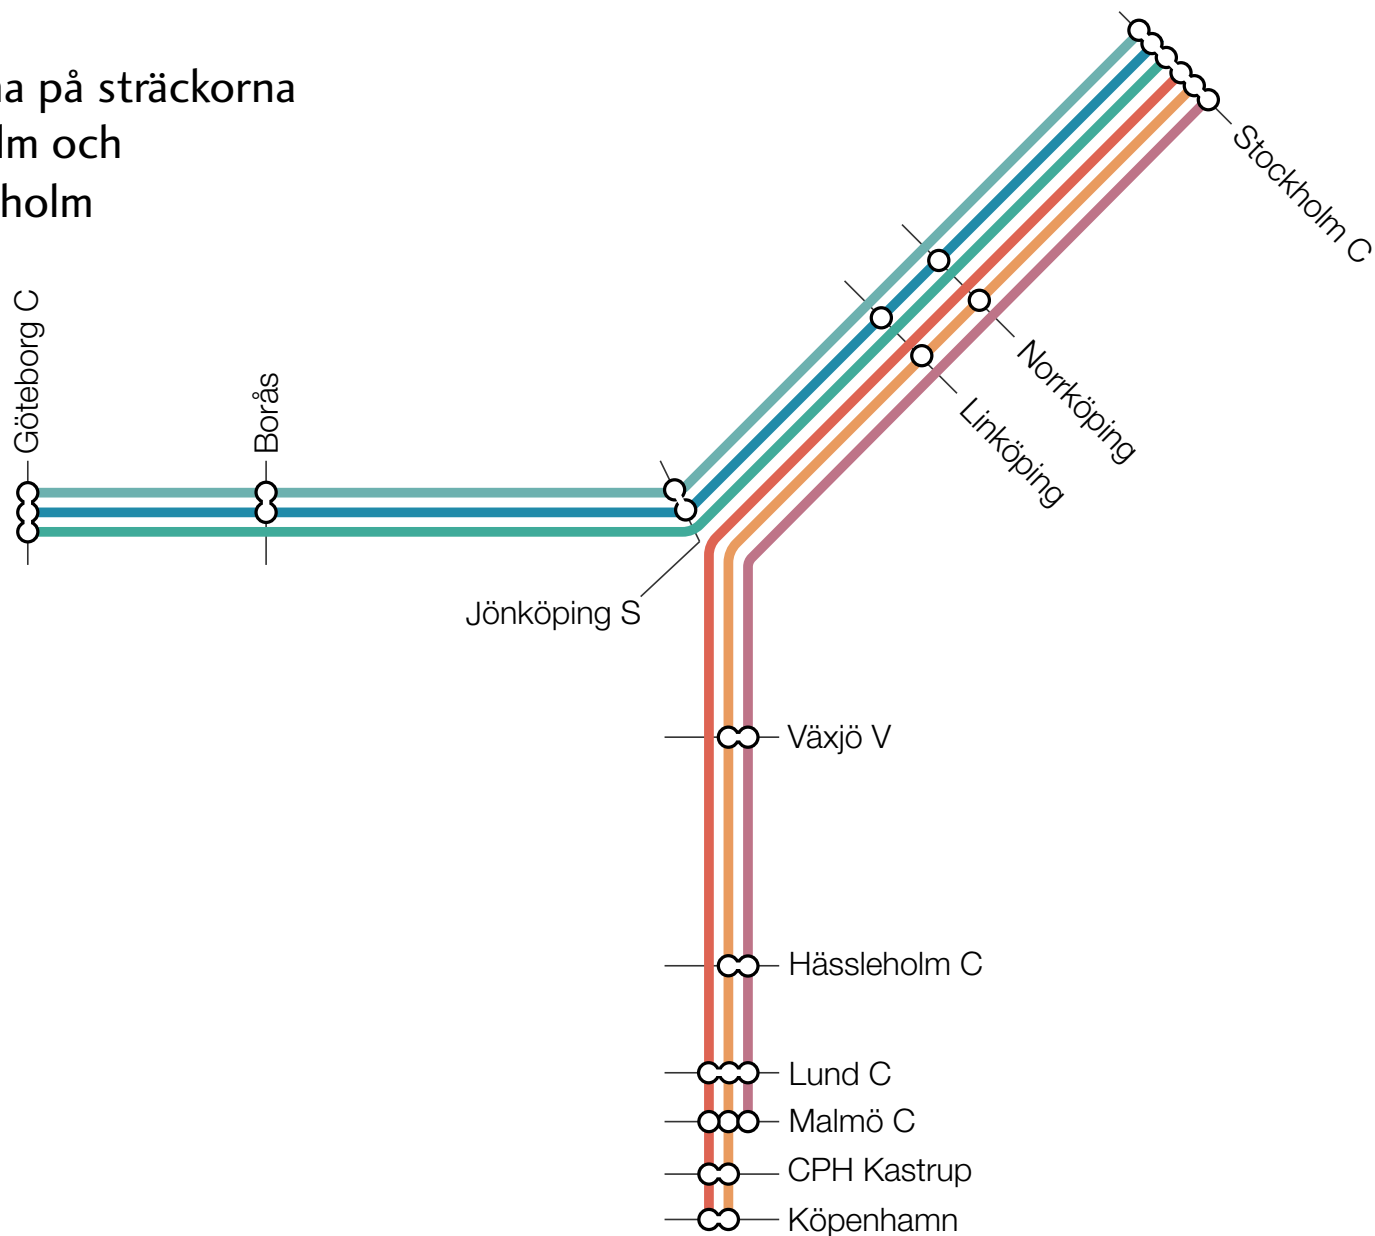 na på sträckorna
lm och
holm
Stockholm C
Göteborg C
Borås
Norrköping
Linköping
Jönköping S
Växjö V
Hässleholm C
Lund C
Malmö C
CPH Kastrup
Köpenhamn